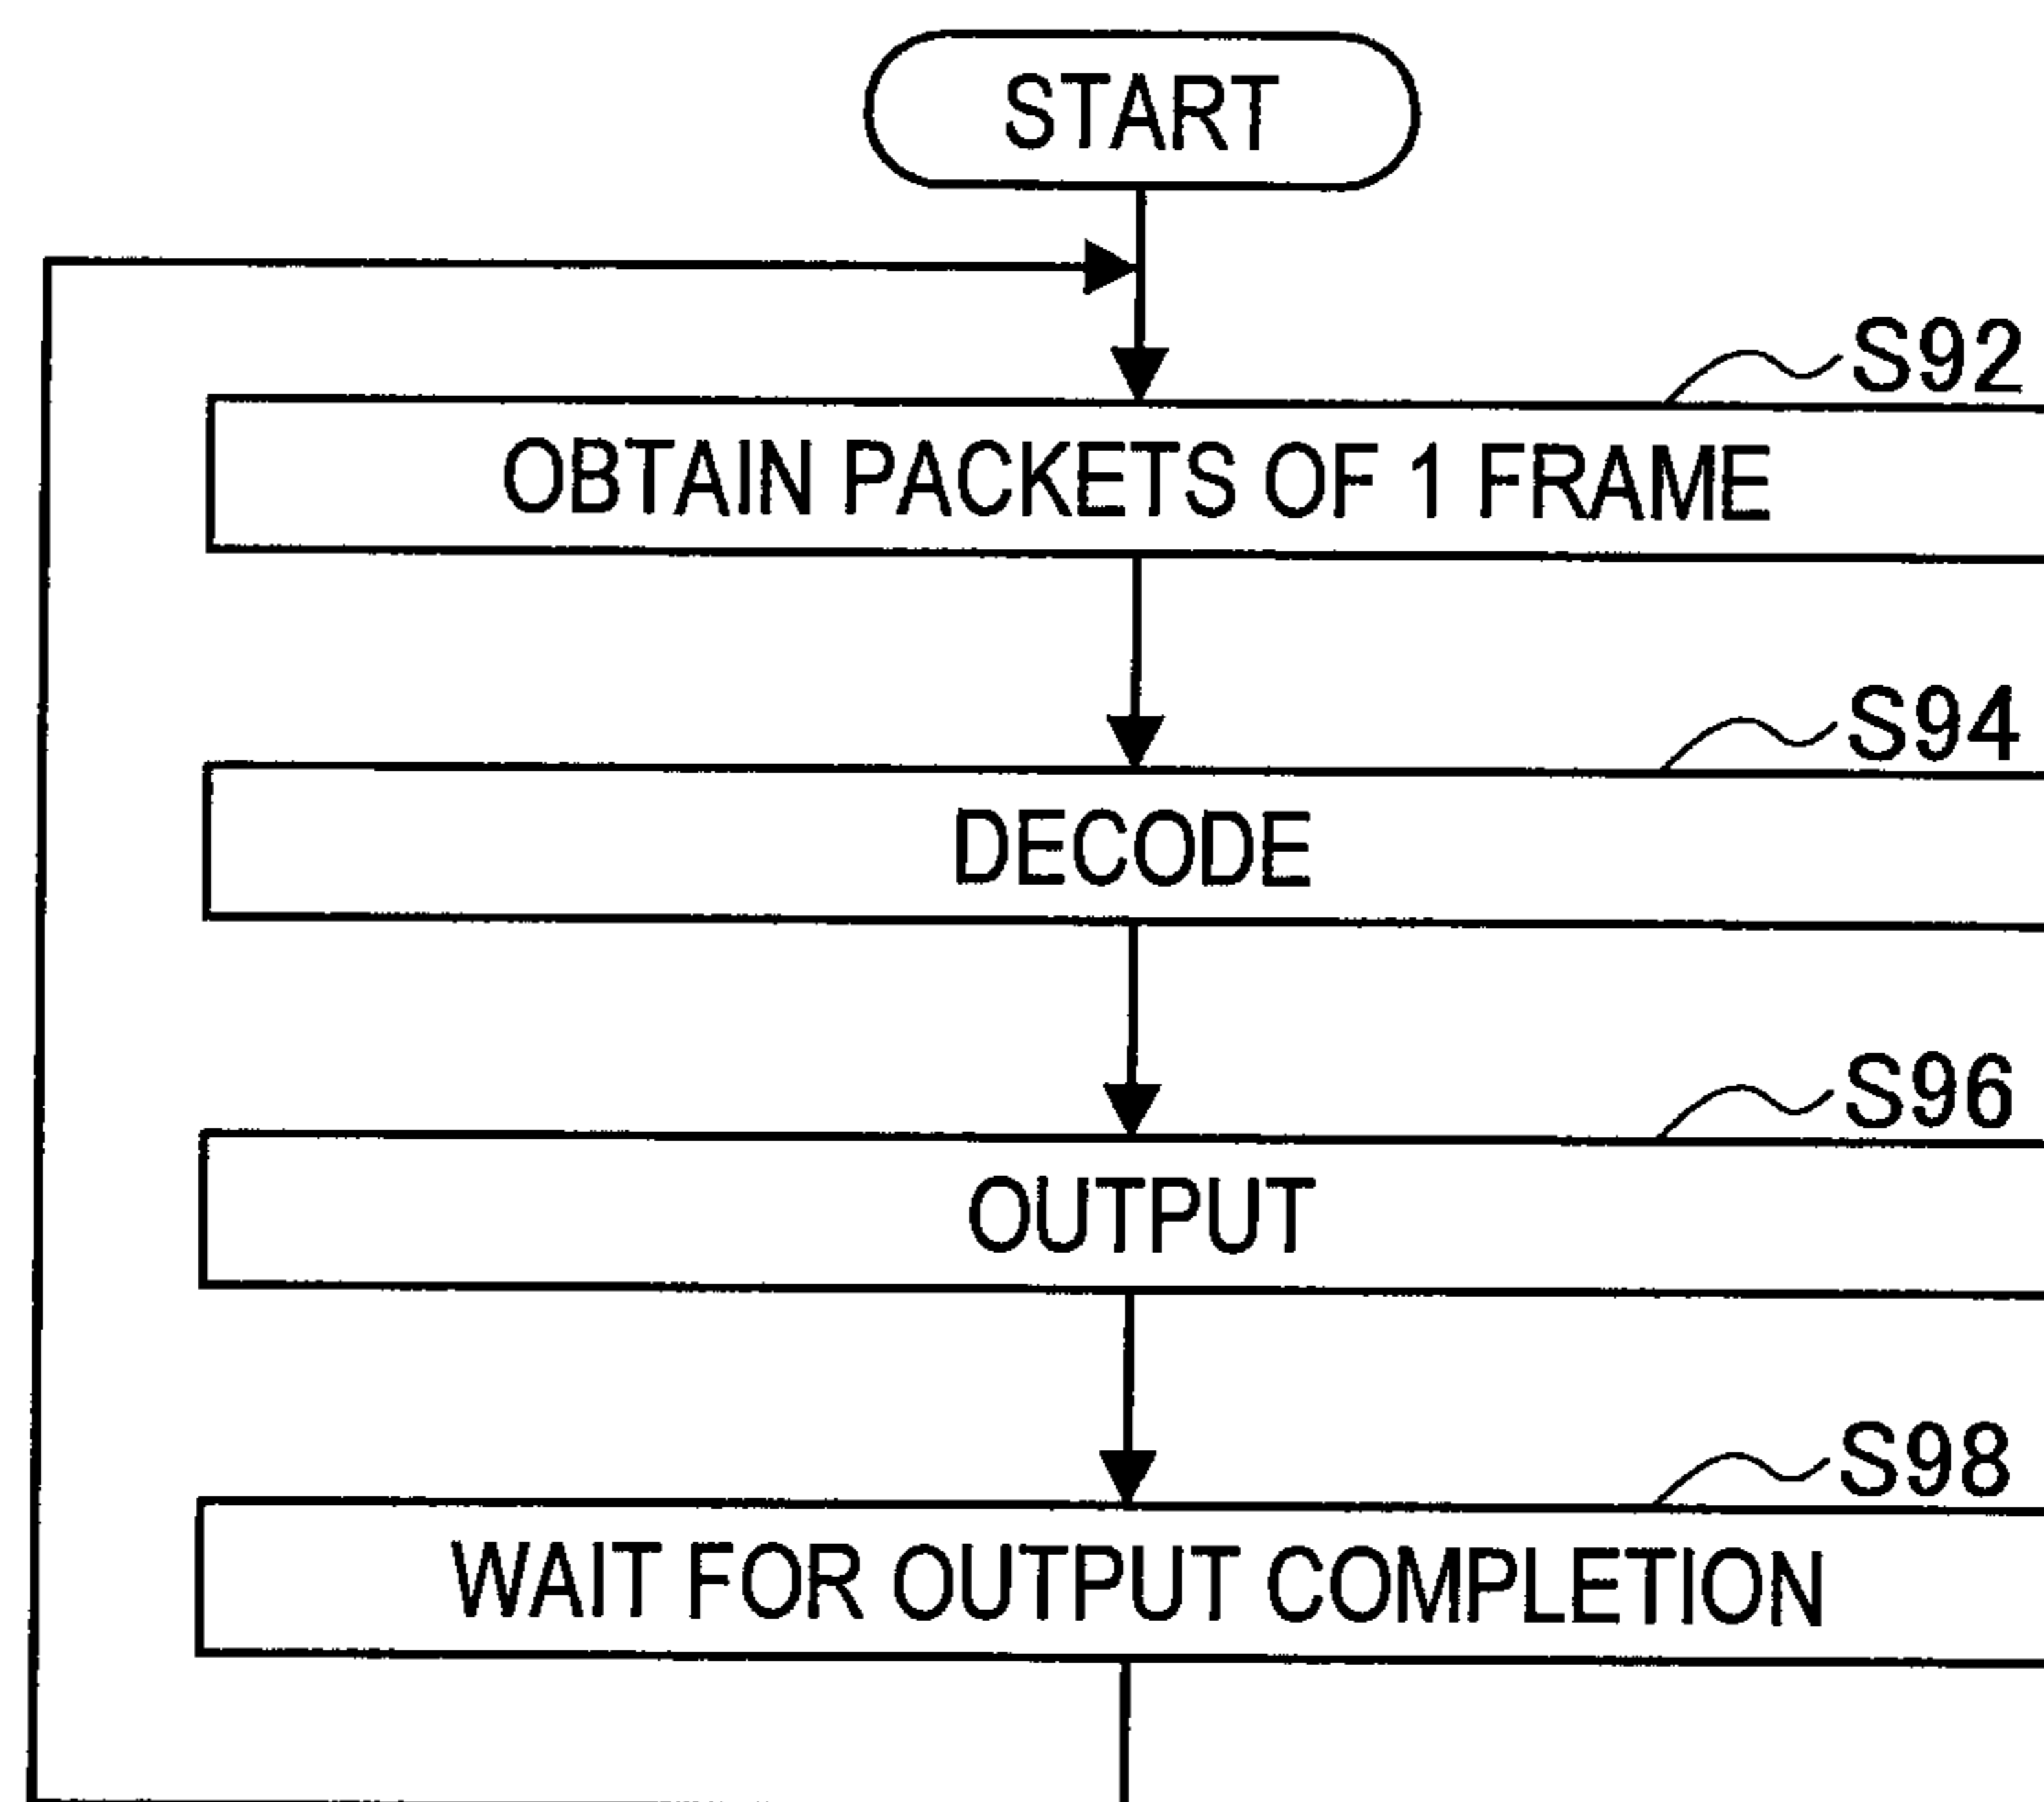 START
S92
OBTAIN PACKETS OF 1 FRAME
S94
DECODE
S96
OUTPUT
S98
WAIT FOR OUTPUT COMPLETION